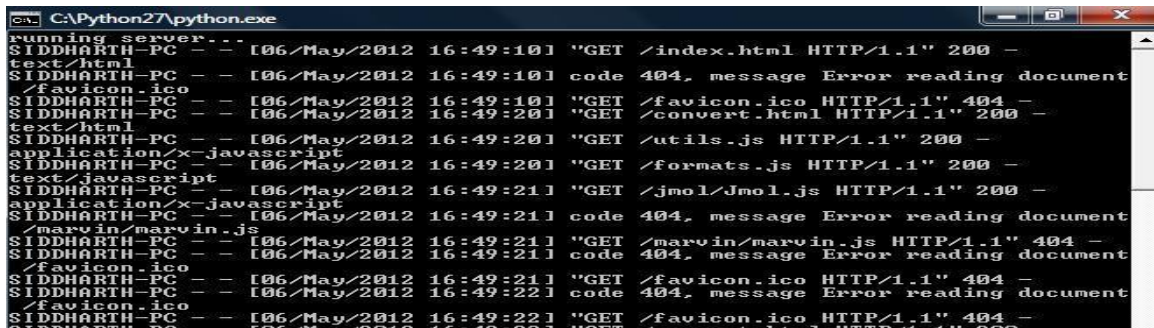 C:\Python27\python.exe
running server...
SIDDHARTH-PC - - [06/May/2012 16:49:10] "GET /index.html HTTP/1.1" 200 -
text/html
SIDDHARTH-PC - - [06/May/2012 16:49:10] code 404, message Error reading document
/favicon.ico
SIDDHARTH-PC - - [06/May/2012 16:49:10] "GET /favicon.ico HTTP/1.1" 404 -
SIDDHARTH-PC - - [06/May/2012 16:49:20] "GET /convert.html HTTP/1.1" 200 -
text/html
SIDDHARTH-PC - - [06/May/2012 16:49:20] "GET /utils.js HTTP/1.1" 200 -
application/x-javascript
SIDDHARTH-PC - - [06/May/2012 16:49:20] "GET /formats.js HTTP/1.1" 200 -
text/javascript
SIDDHARTH-PC - - [06/May/2012 16:49:21] "GET /jmol/Jmol.js HTTP/1.1" 200 -
application/x-javascript
SIDDHARTH-PC - - [06/May/2012 16:49:21] code 404, message Error reading document
/marvin/marvin.js
SIDDHARTH-PC - - [06/May/2012 16:49:21] "GET /marvin/marvin.js HTTP/1.1" 404 -
SIDDHARTH-PC - - [06/May/2012 16:49:21] code 404, message Error reading document
/favicon.ico
SIDDHARTH-PC - - [06/May/2012 16:49:21] "GET /favicon.ico HTTP/1.1" 404 -
SIDDHARTH-PC - - [06/May/2012 16:49:22] code 404, message Error reading document
/favicon.ico
SIDDHARTH-PC - - [06/May/2012 16:49:22] "GET /favicon.ico HTTP/1.1" 404 -